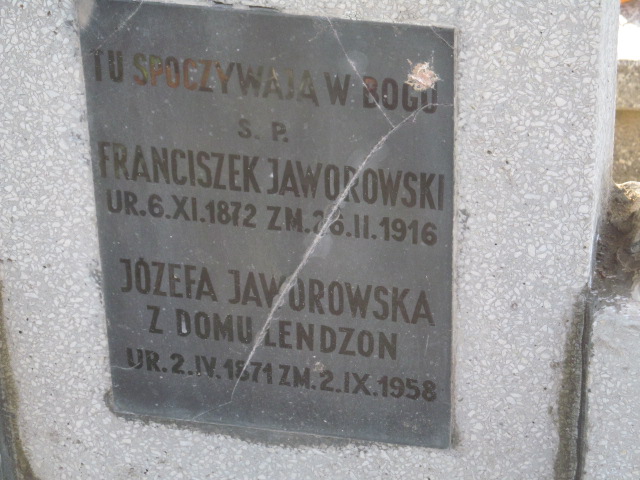 TU SPOCZYWAJĄ W BOGU
Ś. P.
FRANCISZEK JAWOROWSKI
UR. 6. XI. 1872 ZM. 26. II. 1916
JÓZEFA JAWOROWSKA
Z DOMU LENDZON
UR. 2. IV. 1871 ZM. 2. IX. 1958